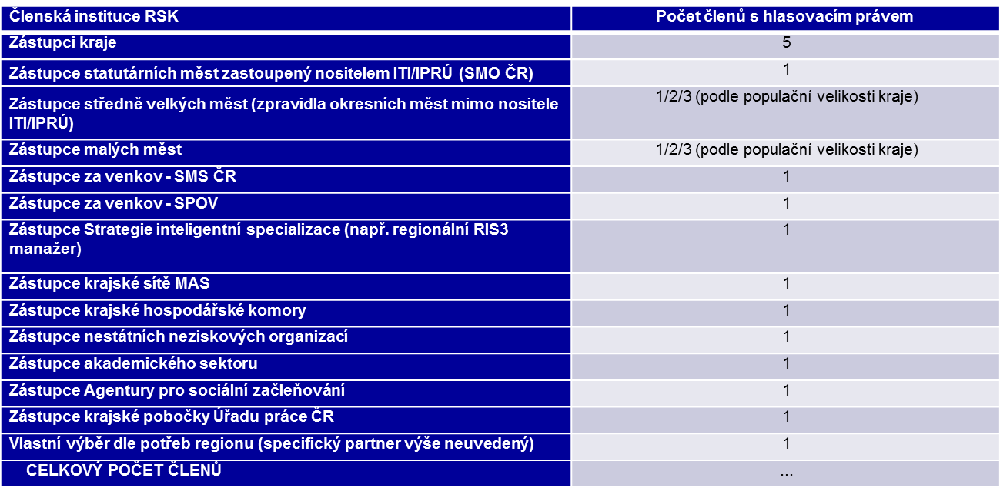 Členská instituce RSK Počet členů s hlasovacím právem
Zástupci kraje 5
Zástupce statutárních měst zastoupený nositelem ITI/IPRÚ (SMO ČR) 1
Zástupce středně velkých měst (zpravidla okresních měst mimo nositele 1/2/3 (podle populační velikosti kraje)
ITI/IPRÚ)
Zástupce malých měst 1/2/3 (podle populační velikosti kraje)
Zástupce za venkov - SMS ČR 1
Zástupce za venkov - SPOV 1
Zástupce Strategie inteligentní specializace (např. regionální RIS3 1
manažer)
Zástupce krajské sítě MAS 1
Zástupce krajské hospodářské komory 1
Zástupce nestátních neziskových organizací 1
Zástupce akademického sektoru 1
Zástupce Agentury pro sociální začleňování 1
Zástupce krajské pobočky Úřadu práce ČR 1
Vlastní výběr dle potřeb regionu (specifický partner výše neuvedený) 1
CELKOVÝ POČET ČLENŮ ...